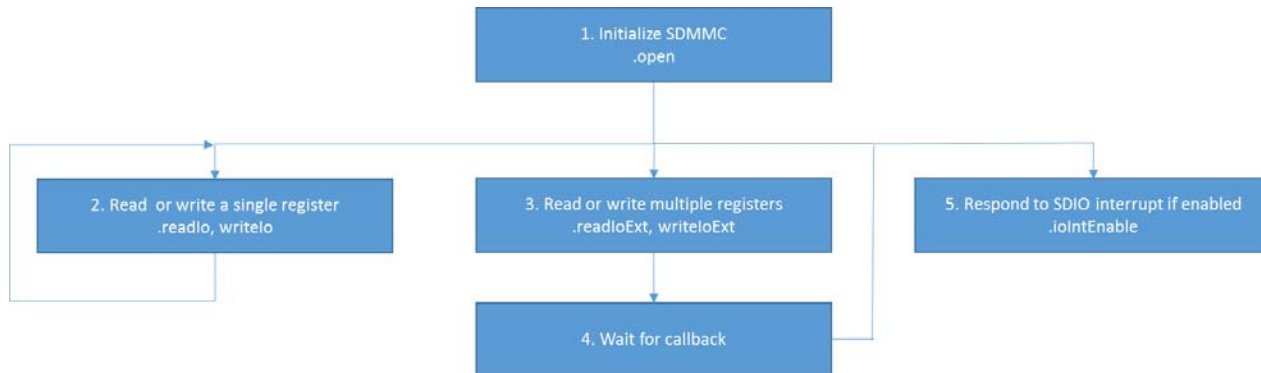 1. Initialize SDMMC
.open
2. Read  or write a single register
.readIo, writeIo
3. Read or write multiple registers
.readIoExt, writeIoExt
5. Respond to SDIO interrupt if enabled
.ioIntEnable
4. Wait for callback